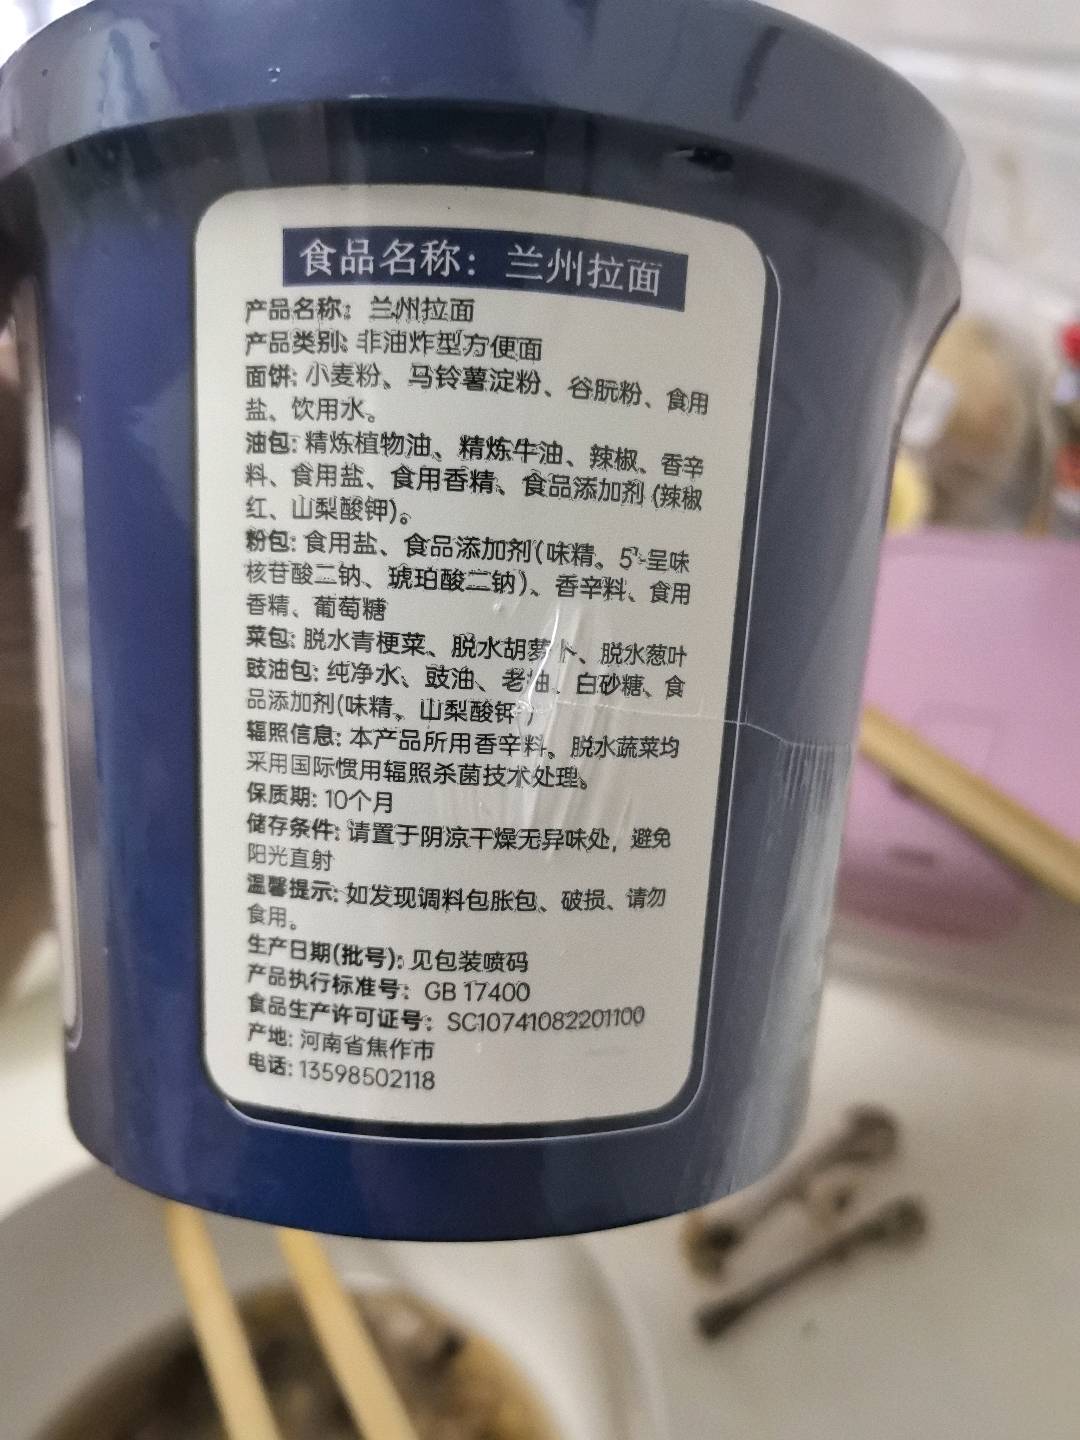 食品名称：兰州拉面
产品名称：兰州拉面
产品类别：非油炸型方便面
面饼：小麦粉、马铃薯淀粉、谷朊粉、食用
盐、饮用水。
油包：精炼植物油、精炼牛油、辣椒、香辛
料、食用盐、食用香精、食品添加剂（辣椒
红、山梨酸钾）。
粉包：食用盐、食品添加剂（味精、5'-呈味
核苷酸二钠、琥珀酸二钠）、香辛料、食用
香精、葡萄糖
菜包：脱水青梗菜、脱水胡萝卜、脱水葱叶
豉油包：纯净水、豉油、老抽、白砂糖、食
品添加剂（味精、山梨酸钾）
辐照信息：本产品所用香辛料、脱水蔬菜均
采用国际惯用辐照杀菌技术处理。
保质期：10个月
储存条件：请置于阴凉干燥无异味处，避免
阳光直射
温馨提示：如发现调料包胀包、破损、请勿
食用。
生产日期（批号）：见包装喷码
产品执行标准号：GB 17400
食品生产许可证号：SC10741082201100
产地：河南省焦作市
电话：13598502118